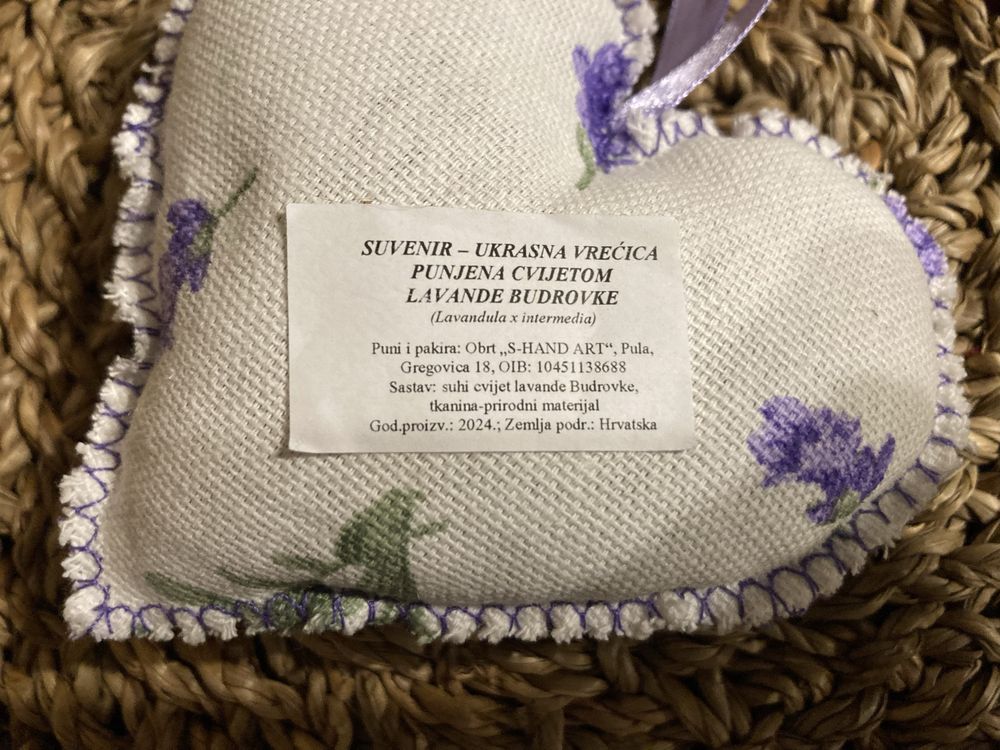 SUVENIR – UKRASNA VREĆICA
PUNJENA CVIJETOM
LAVANDE BUDROVKE
(Lavandula x intermedia)
Puni i pakira: Obrt „S-HAND ART“, Pula,
Gregovica 18, OIB: 10451138688
Sastav: suhi cvijet lavande Budrovke,
tkanina-prirodni materijal
God.proizv.: 2024.; Zemlja podr.: Hrvatska